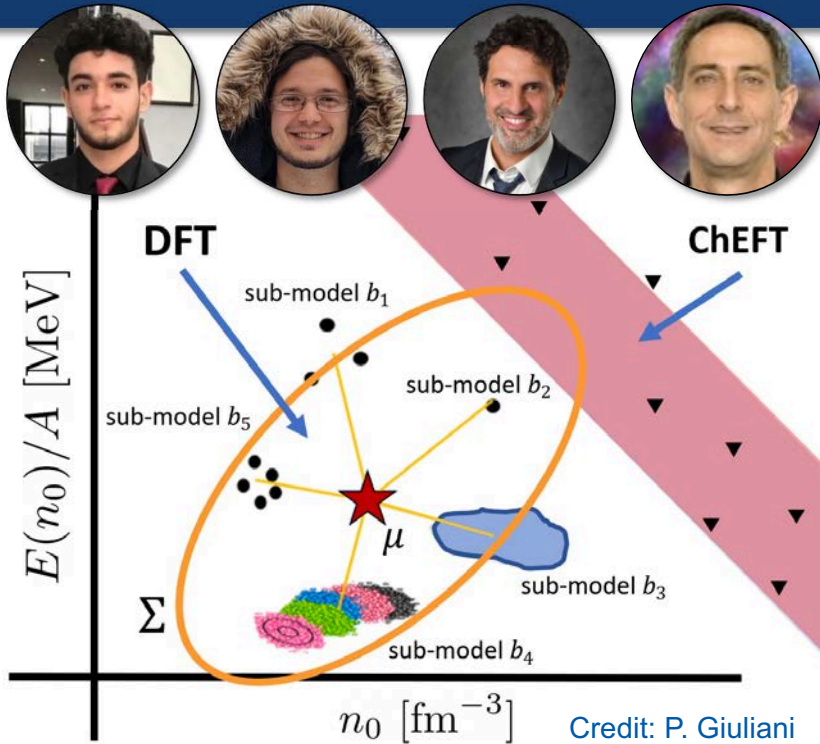 DFT
ChEFT
sub-model b₁
sub-model b₂
sub-model b₅
μ
sub-model b₃
Σ
sub-model b₄
E(n₀)/A [MeV]
n₀ [fm⁻³]
Credit: P. Giuliani